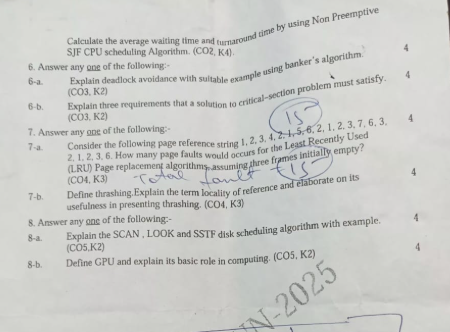 Calculate the average waiting time and turnaround time by using Non Preemptive
SJF CPU scheduling Algorithm. (CO2, K4).
6. Answer any one of the following:-
6-a. Explain deadlock avoidance with suitable example using banker's algorithm. 4
(CO3, K2)
6-b. Explain three requirements that a solution to critical-section problem must satisfy. 4
(CO3, K2)
15
7. Answer any one of the following:-
7-a. Consider the following page reference string 1, 2, 3, 4, 2, 1, 5, 6, 2, 1, 2, 3, 7, 6, 3, 4
2, 1, 2, 3, 6. How many page faults would occurs for the Least Recently Used
(LRU) Page replacement algorithms, assuming three frames initially empty?
(CO4, K3)
Total fault 15
7-b. Define thrashing.Explain the term locality of reference and elaborate on its 4
usefulness in presenting thrashing. (CO4, K3)
8. Answer any one of the following:-
8-a. Explain the SCAN , LOOK and SSTF disk scheduling algorithm with example. 4
(CO5,K2)
8-b. Define GPU and explain its basic role in computing. (CO5, K2) 4
N-2025